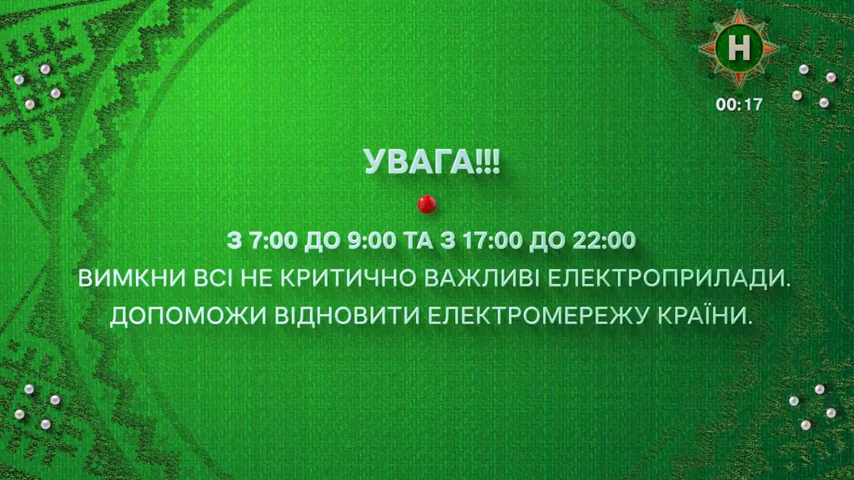 Н
00:17
УВАГА!!!
З 7:00 ДО 9:00 ТА З 17:00 ДО 22:00
ВИМКНИ ВСІ НЕ КРИТИЧНО ВАЖЛИВІ ЕЛЕКТРОПРИЛАДИ.
ДОПОМОЖИ ВІДНОВИТИ ЕЛЕКТРОМЕРЕЖУ КРАЇНИ.